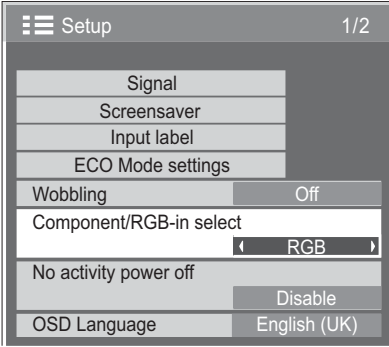 Setup 1/2
Signal
Screensaver
Input label
ECO Mode settings
Wobbling Off
Component/RGB-in select
RGB
No activity power off
Disable
OSD Language English (UK)